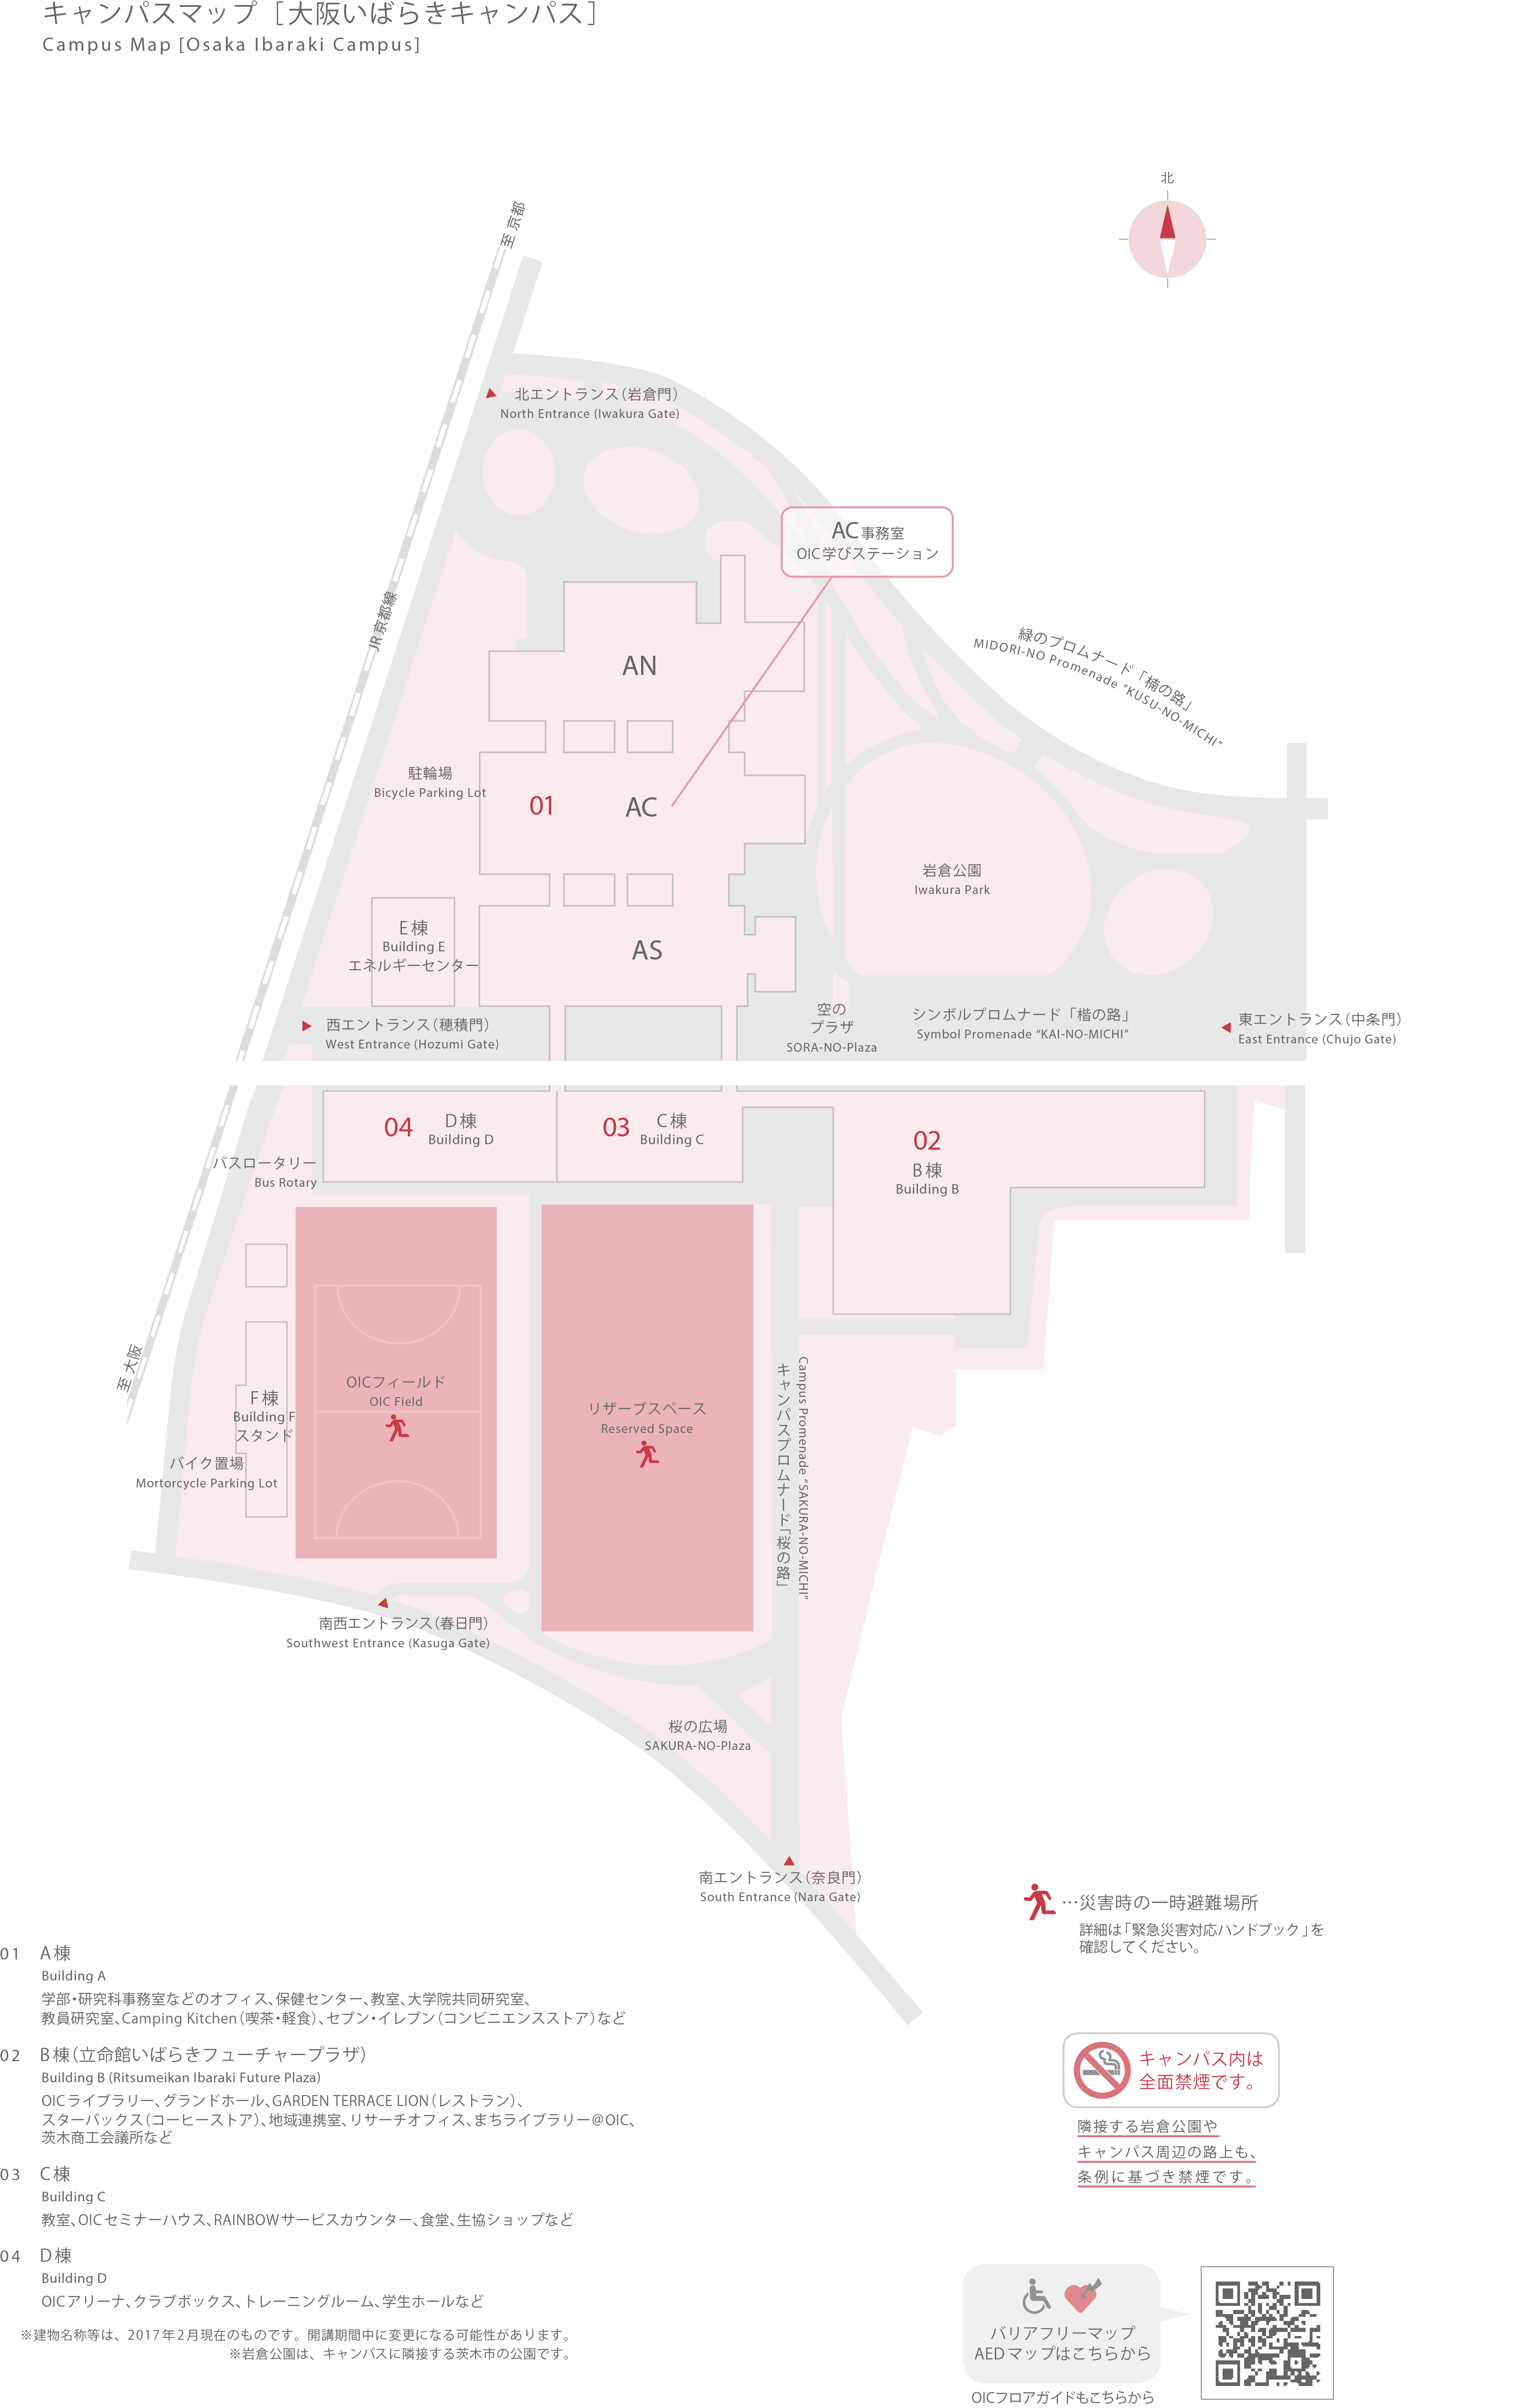 キャンパスマップ［大阪いばらきキャンパス］
Campus Map [Osaka Ibaraki Campus]
北
至 京都
北エントランス（岩倉門）
North Entrance (Iwakura Gate)
AC事務室
OIC学びステーション
JR京都線
緑のプロムナード「楠の路」
MIDORI-NO Promenade “KUSU-NO-MICHI”
AN
駐輪場
Bicycle Parking Lot
01
AC
岩倉公園
Iwakura Park
E棟
Building E
エネルギーセンター
AS
空の
プラザ
SORA-NO-Plaza
シンボルプロムナード「楷の路」
Symbol Promenade “KAI-NO-MICHI”
東エントランス（中条門）
East Entrance (Chujo Gate)
西エントランス（穂積門）
West Entrance (Hozumi Gate)
04
D棟
Building D
03
C棟
Building C
02
B棟
Building B
バスロータリー
Bus Rotary
至 大阪
F棟
Building F
スタンド
OICフィールド
OIC Field
リザーブスペース
Reserved Space
キャンパスプロムナード「桜の路」
Campus Promenade “SAKURA-NO-MICHI”
バイク置場
Mortorcycle Parking Lot
南西エントランス（春日門）
Southwest Entrance (Kasuga Gate)
桜の広場
SAKURA-NO-Plaza
南エントランス（奈良門）
South Entrance (Nara Gate)
…災害時の一時避難場所
詳細は「緊急災害対応ハンドブック」を
確認してください。
01 A棟
Building A
学部・研究科事務室などのオフィス、保健センター、教室、大学院共同研究室、
教員研究室、Camping Kitchen（喫茶・軽食）、セブン・イレブン（コンビニエンスストア）など
02 B棟（立命館いばらきフューチャープラザ）
Building B (Ritsumeikan Ibaraki Future Plaza)
OICライブラリー、グランドホール、GARDEN TERRACE LION（レストラン）、
スターバックス（コーヒーストア）、地域連携室、リサーチオフィス、まちライブラリー＠OIC、
茨木商工会議所など
03 C棟
Building C
教室、OICセミナーハウス、RAINBOWサービスカウンター、食堂、生協ショップなど
04 D棟
Building D
OICアリーナ、クラブボックス、トレーニングルーム、学生ホールなど
※建物名称等は、2017年2月現在のものです。開講期間中に変更になる可能性があります。
※岩倉公園は、キャンパスに隣接する茨木市の公園です。
キャンパス内は
全面禁煙です。
隣接する岩倉公園や
キャンパス周辺の路上も、
条例に基づき禁煙です。
バリアフリーマップ
AEDマップはこちらから
OICフロアガイドもこちらから